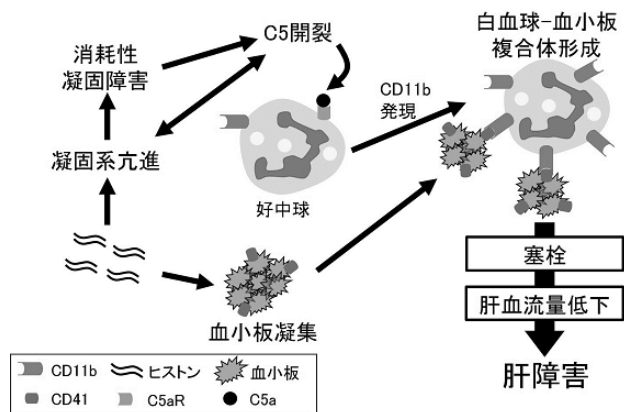 消耗性
凝固障害
C5開裂
白血球-血小板
複合体形成
CD11b
発現
凝固系亢進
好中球
血小板凝集
塞栓
肝血流量低下
肝障害
CD11b
ヒストン
血小板
CD41
C5aR
C5a